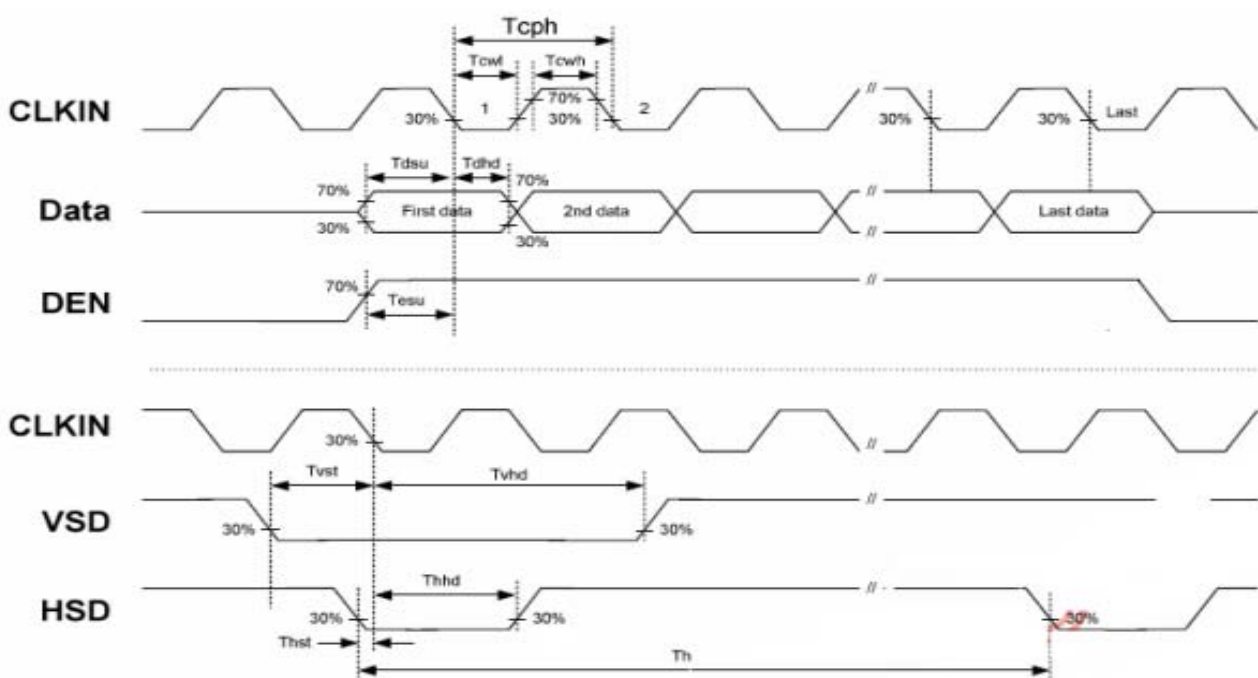 Tcph
Tcwl Tcwh
CLKIN 30% 1 70% 30% 2 30% 30% Last
Tdsu Tdhd
70% 70%
Data First data 2nd data Last data
30% 30%
DEN 70%
Tesu
CLKIN 30%
Tvst Tvhd
VSD 30% 30%
Thhd
HSD 30% 30% 30%
Thst
Th